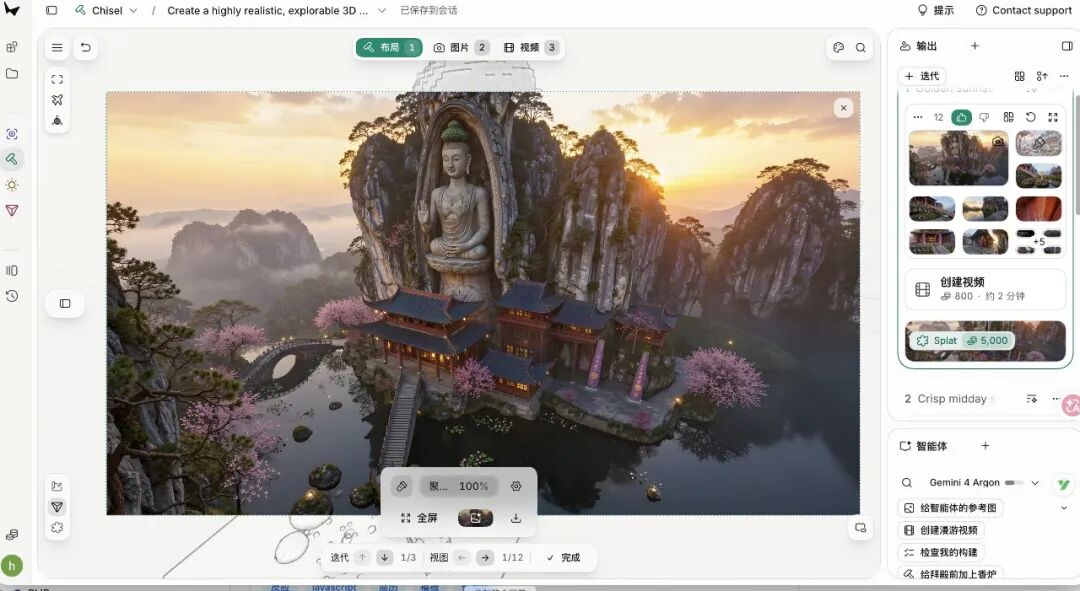 Chisel
/
Create a highly realistic, explorable 3D ...
已保存到会话
提示
Contact support
布局 1
图片 2
视频 3
输出
迭代
Golden sunrise
12
+5
创建视频
800 · 约 2 分钟
Splat 5,000
2 Crisp midday s
智能体
Gemini 4 Argon
给智能体的参考图
创建漫游视频
检查我的构建
给拜殿前加上香炉
聚... 100%
全屏
迭代 1/3 视图 1/12 完成
h